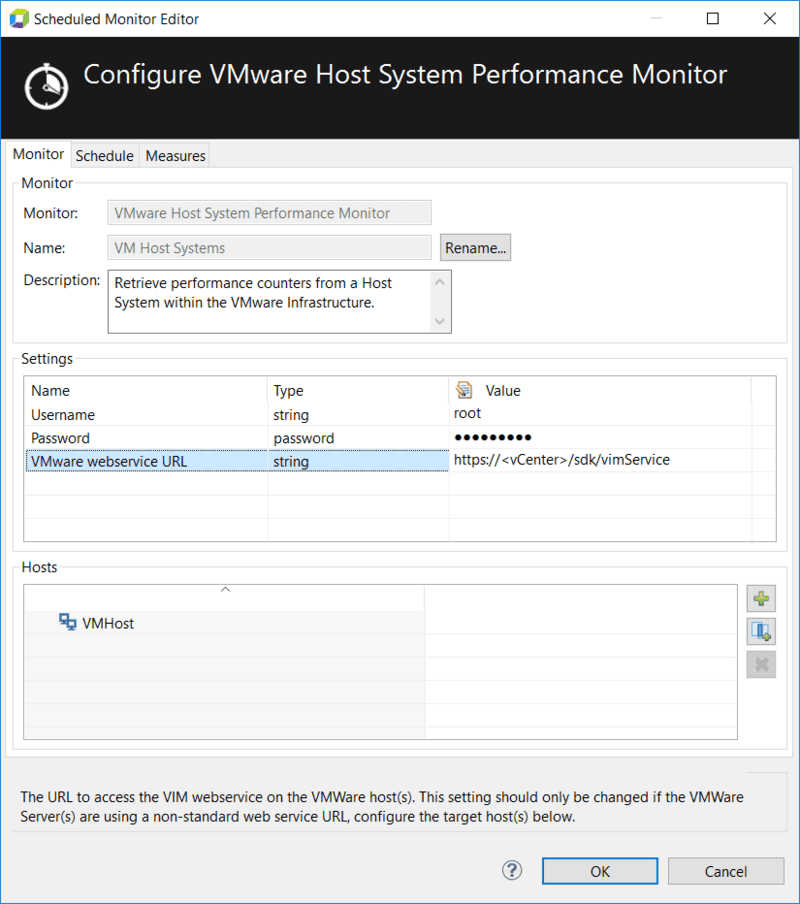 Scheduled Monitor Editor
Configure VMware Host System Performance Monitor
Monitor Schedule Measures
Monitor
Monitor: VMware Host System Performance Monitor
Name: VM Host Systems Rename...
Description: Retrieve performance counters from a Host
System within the VMware Infrastructure.
Settings
Name Type Value
Username string root
Password password ●●●●●●●●●
VMware webservice URL string https://<vCenter>/sdk/vimService
Hosts
VMHost
The URL to access the VIM webservice on the VMWare host(s). This setting should only be changed if the VMWare
Server(s) are using a non-standard web service URL, configure the target host(s) below.
? OK Cancel